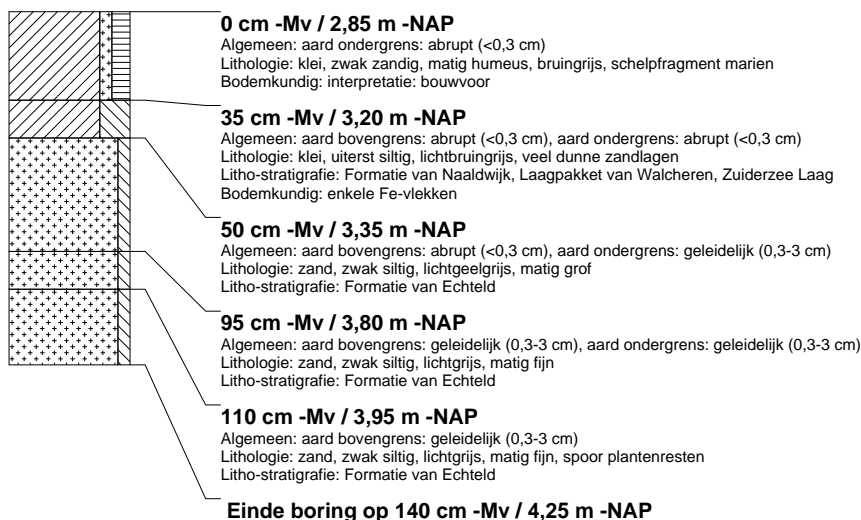 0 cm -Mv / 2,85 m -NAP
Algemeen: aard ondergrens: abrupt (<0,3 cm)
Lithologie: klei, zwak zandig, matig humeus, bruingrijs, schelpfragment marien
Bodemkundig: interpretatie: bouwvoor
35 cm -Mv / 3,20 m -NAP
Algemeen: aard bovengrens: abrupt (<0,3 cm), aard ondergrens: abrupt (<0,3 cm)
Lithologie: klei, uiterst siltig, lichtbruingrijs, veel dunne zandlagen
Litho-stratigrafie: Formatie van Naaldwijk, Laagpakket van Walcheren, Zuiderzee Laag
Bodemkundig: enkele Fe-vlekken
50 cm -Mv / 3,35 m -NAP
Algemeen: aard bovengrens: abrupt (<0,3 cm), aard ondergrens: geleidelijk (0,3-3 cm)
Lithologie: zand, zwak siltig, lichtgeelgrijs, matig grof
Litho-stratigrafie: Formatie van Echteld
95 cm -Mv / 3,80 m -NAP
Algemeen: aard bovengrens: geleidelijk (0,3-3 cm), aard ondergrens: geleidelijk (0,3-3 cm)
Lithologie: zand, zwak siltig, lichtgrijs, matig fijn
Litho-stratigrafie: Formatie van Echteld
110 cm -Mv / 3,95 m -NAP
Algemeen: aard bovengrens: geleidelijk (0,3-3 cm)
Lithologie: zand, zwak siltig, lichtgrijs, matig fijn, spoor plantenresten
Litho-stratigrafie: Formatie van Echteld
Einde boring op 140 cm -Mv / 4,25 m -NAP